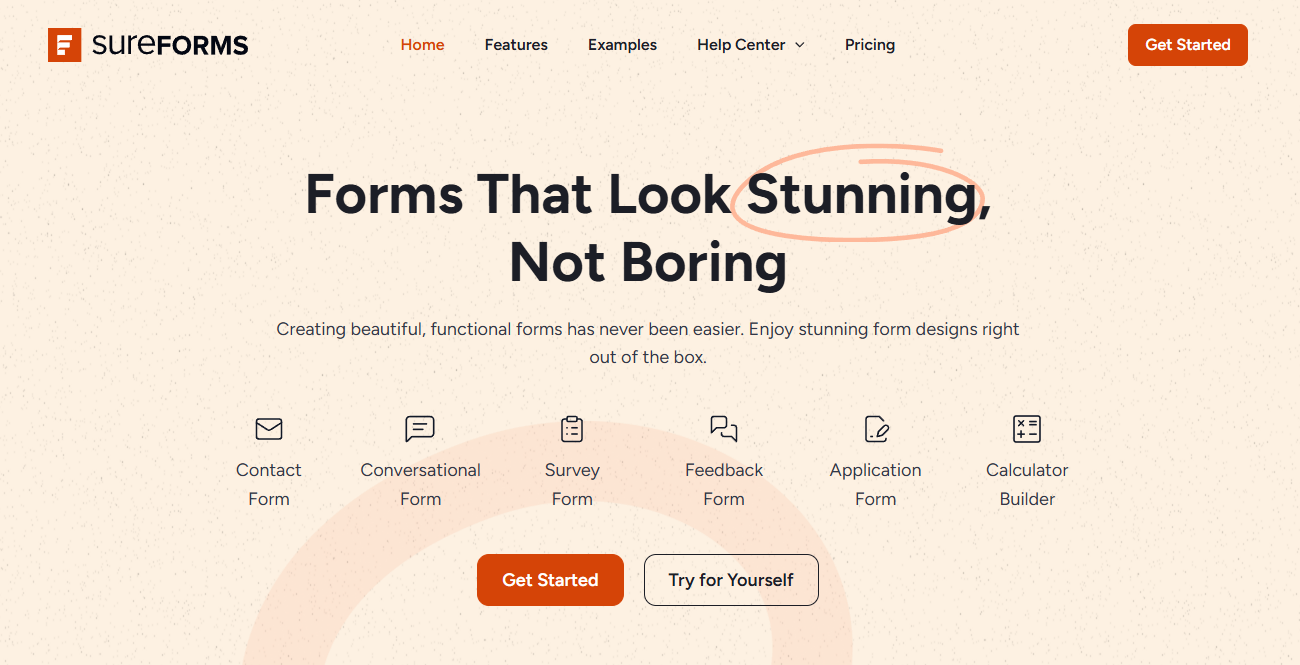 sureFORMS
Home
Features
Examples
Help Center
Pricing
Get Started
Forms That Look Stunning,
Not Boring
Creating beautiful, functional forms has never been easier. Enjoy stunning form designs right
out of the box.
Contact
Form
Conversational
Form
Survey
Form
Feedback
Form
Application
Form
Calculator
Builder
Get Started
Try for Yourself